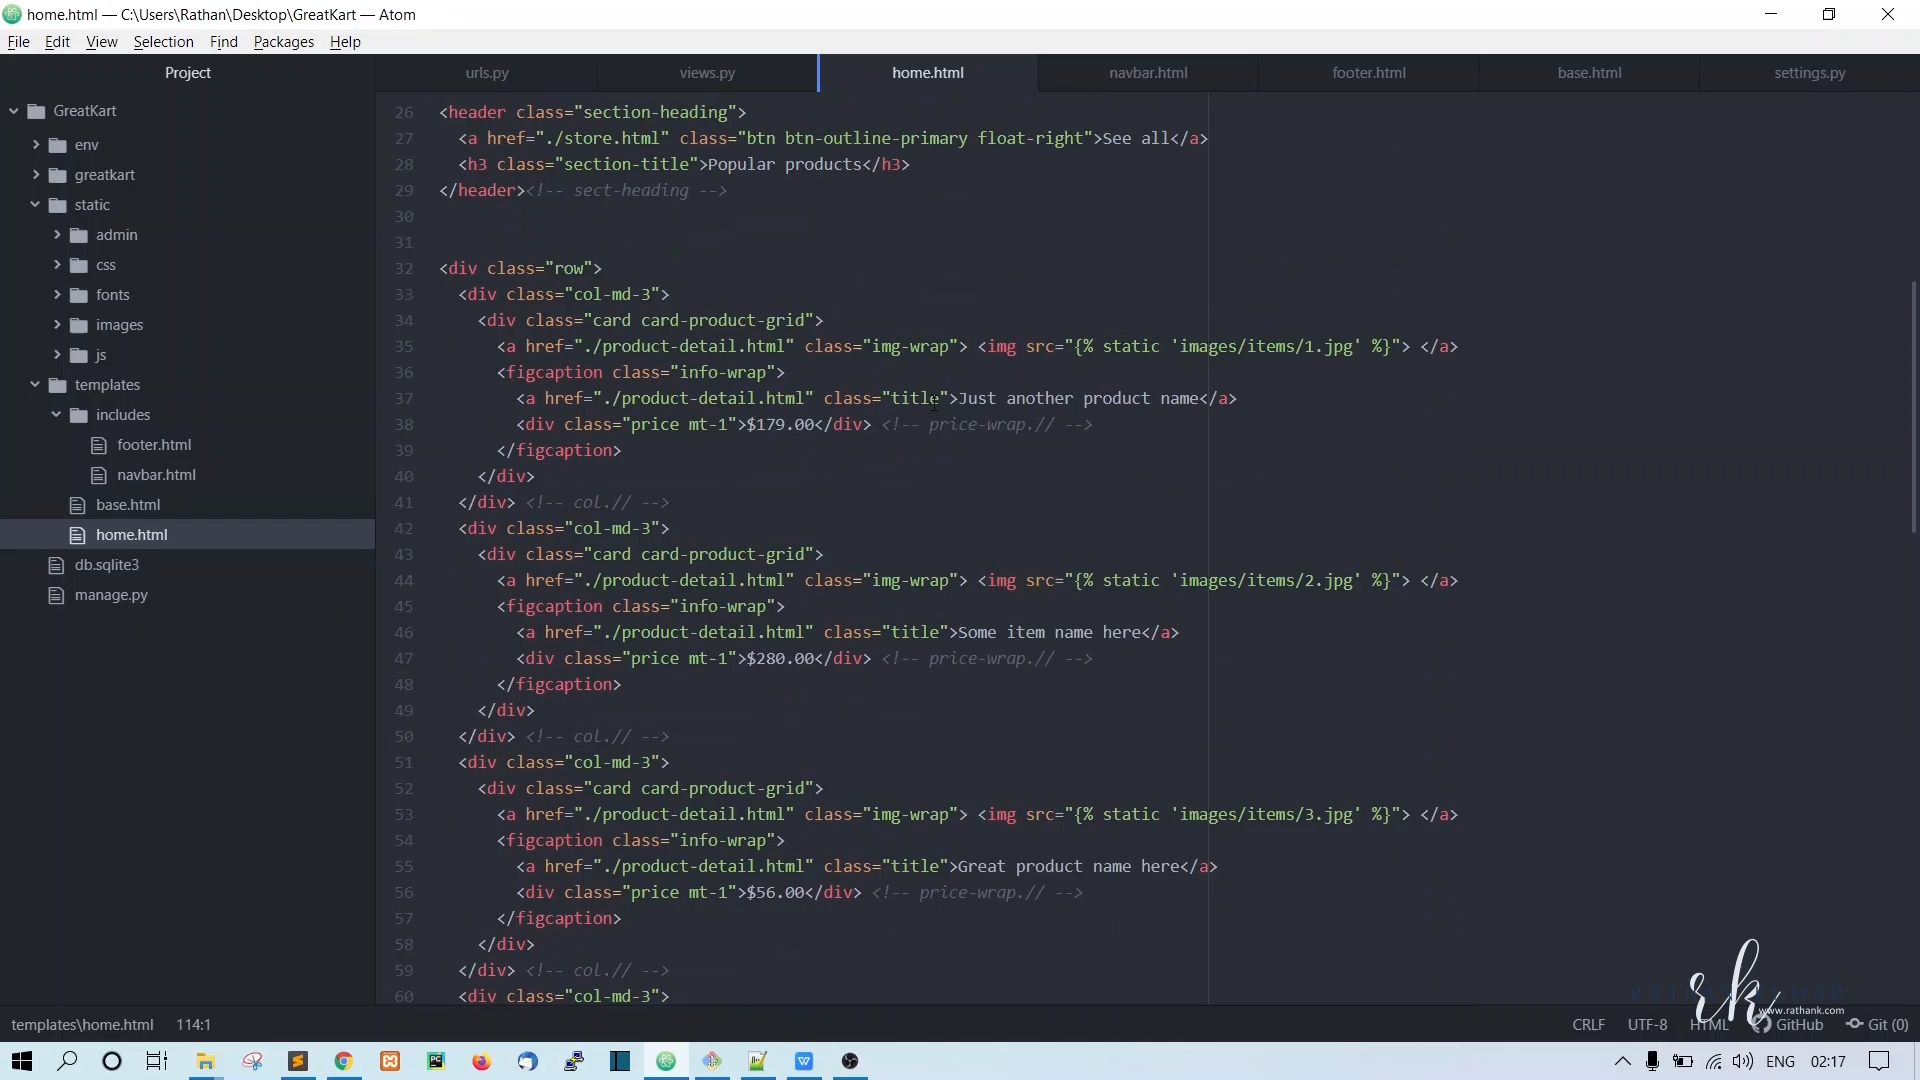 home.html — C:\Users\Rathan\Desktop\GreatKart — Atom
File Edit View Selection Find Packages Help
Project
urls.py views.py home.html navbar.html footer.html base.html settings.py
GreatKart
env
greatkart
static
admin
css
fonts
images
js
templates
includes
footer.html
navbar.html
base.html
home.html
db.sqlite3
manage.py
26 <header class="section-heading">
27 <a href="./store.html" class="btn btn-outline-primary float-right">See all</a>
28 <h3 class="section-title">Popular products</h3>
29 </header><!-- sect-heading -->
30
31
32 <div class="row">
33 <div class="col-md-3">
34 <div class="card card-product-grid">
35 <a href="./product-detail.html" class="img-wrap"> <img src="{% static 'images/items/1.jpg' %}"> </a>
36 <figcaption class="info-wrap">
37 <a href="./product-detail.html" class="title">Just another product name</a>
38 <div class="price mt-1">$179.00</div> <!-- price-wrap.// -->
39 </figcaption>
40 </div>
41 </div> <!-- col.// -->
42 <div class="col-md-3">
43 <div class="card card-product-grid">
44 <a href="./product-detail.html" class="img-wrap"> <img src="{% static 'images/items/2.jpg' %}"> </a>
45 <figcaption class="info-wrap">
46 <a href="./product-detail.html" class="title">Some item name here</a>
47 <div class="price mt-1">$280.00</div> <!-- price-wrap.// -->
48 </figcaption>
49 </div>
50 </div> <!-- col.// -->
51 <div class="col-md-3">
52 <div class="card card-product-grid">
53 <a href="./product-detail.html" class="img-wrap"> <img src="{% static 'images/items/3.jpg' %}"> </a>
54 <figcaption class="info-wrap">
55 <a href="./product-detail.html" class="title">Great product name here</a>
56 <div class="price mt-1">$56.00</div> <!-- price-wrap.// -->
57 </figcaption>
58 </div>
59 </div> <!-- col.// -->
60 <div class="col-md-3">
rk
www.rathank.com
templates\home.html 114:1 CRLF UTF-8 HTML GitHub Git (0)
ENG 02:17